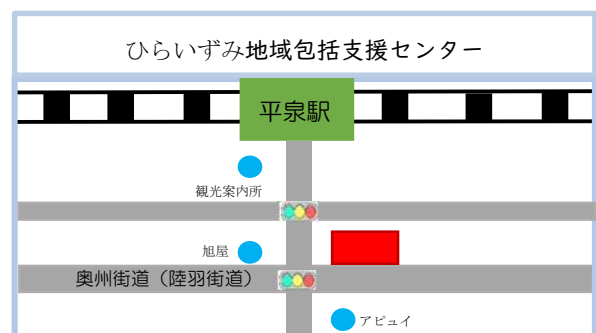 ひらいずみ地域包括支援センター
平泉駅
観光案内所
旭屋
奥州街道（陸羽街道）
アピュイ